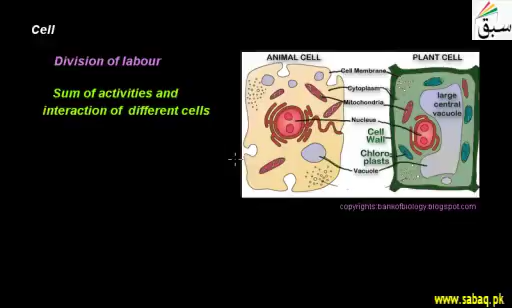 Cell
سبق
Division of labour
Sum of activities and
interaction of different cells
ANIMAL CELL
PLANT CELL
Cell Membrane
Cytoplasm
Mitochondria
Nucleus
Cell
Wall
Chloro
plasts
Vacuole
large
central
vacuole
copyrights:bankofbiology.blogspot.com
www.sabaq.pk